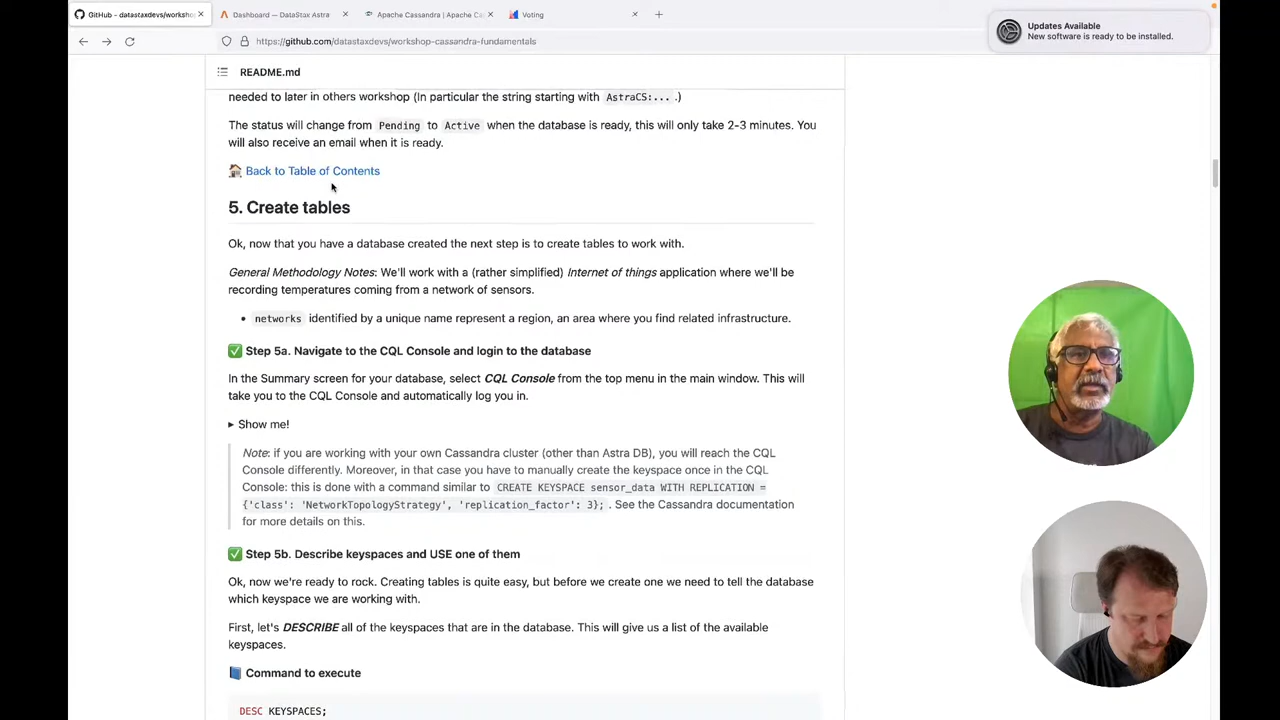 GitHub - datastaxdevs/workshop
Dashboard — DataStax Astra
Apache Cassandra | Apache Ca
Voting
https://github.com/datastaxdevs/workshop-cassandra-fundamentals
Updates Available
New software is ready to be installed.
README.md
needed to later in others workshop (In particular the string starting with AstraCS:... .)
The status will change from Pending to Active when the database is ready, this will only take 2-3 minutes. You
will also receive an email when it is ready.
Back to Table of Contents
5. Create tables
Ok, now that you have a database created the next step is to create tables to work with.
General Methodology Notes: We'll work with a (rather simplified) Internet of things application where we'll be
recording temperatures coming from a network of sensors.
• networks identified by a unique name represent a region, an area where you find related infrastructure.
✅ Step 5a. Navigate to the CQL Console and login to the database
In the Summary screen for your database, select CQL Console from the top menu in the main window. This will
take you to the CQL Console and automatically log you in.
▸ Show me!
Note: if you are working with your own Cassandra cluster (other than Astra DB), you will reach the CQL
Console differently. Moreover, in that case you have to manually create the keyspace once in the CQL
Console: this is done with a command similar to CREATE KEYSPACE sensor_data WITH REPLICATION =
{'class': 'NetworkTopologyStrategy', 'replication_factor': 3}; . See the Cassandra documentation
for more details on this.
✅ Step 5b. Describe keyspaces and USE one of them
Ok, now we're ready to rock. Creating tables is quite easy, but before we create one we need to tell the database
which keyspace we are working with.
First, let's DESCRIBE all of the keyspaces that are in the database. This will give us a list of the available
keyspaces.
📘 Command to execute
DESC KEYSPACES;